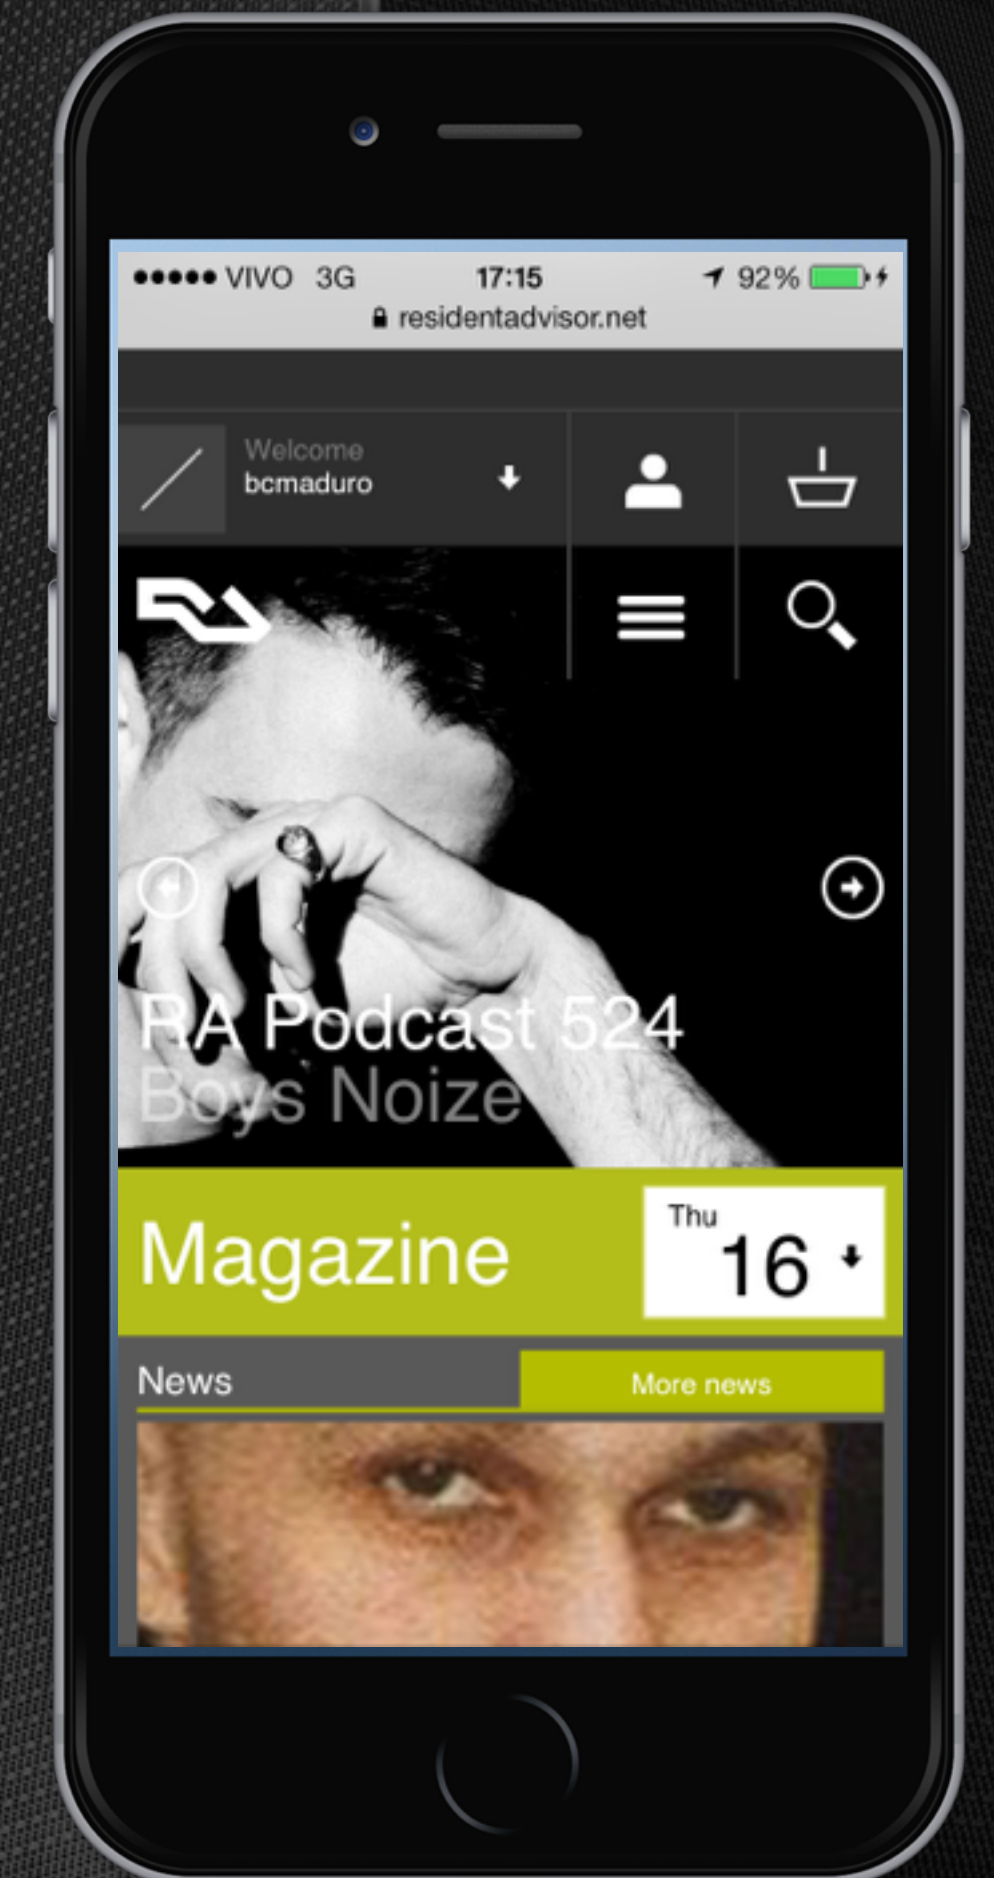 VIVO 3G 17:15 92%
residentadvisor.net
Welcome
bcmaduro
RA
RA Podcast 524
Boys Noize
Magazine
Thu
16
News More news